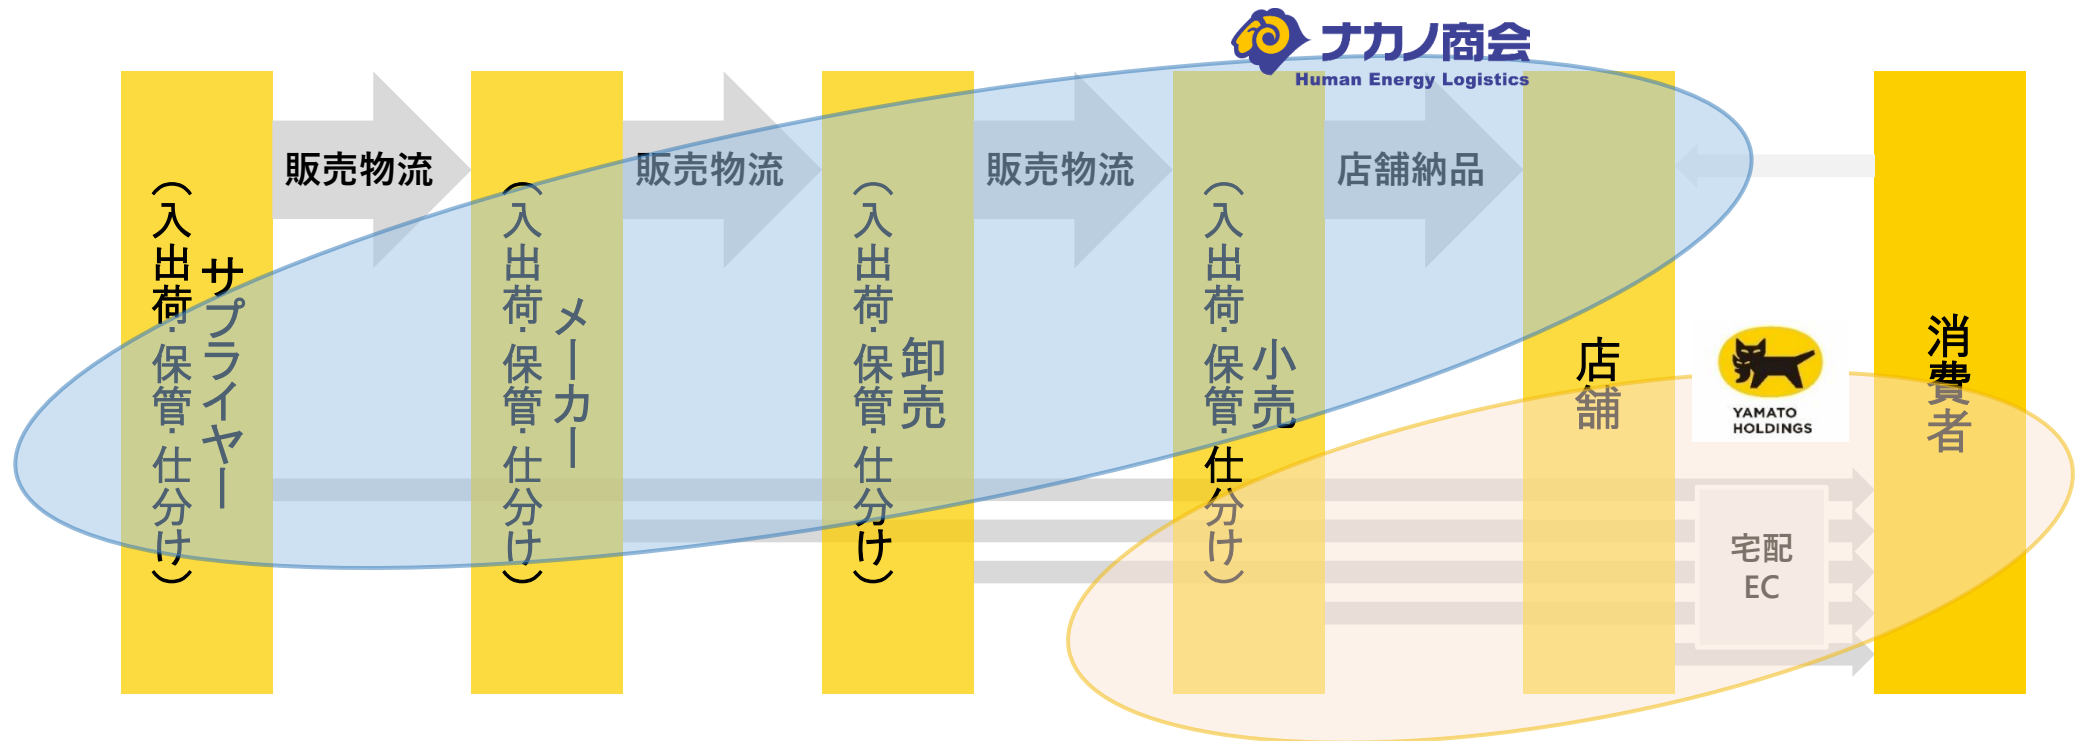 ナカノ商会
Human Energy Logistics
サプライヤー
（入出荷・保管・仕分け）
販売物流
メーカー
（入出荷・保管・仕分け）
販売物流
卸売
（入出荷・保管・仕分け）
販売物流
小売
（入出荷・保管・仕分け）
店舗納品
店舗
YAMATO
HOLDINGS
宅配
EC
消費者